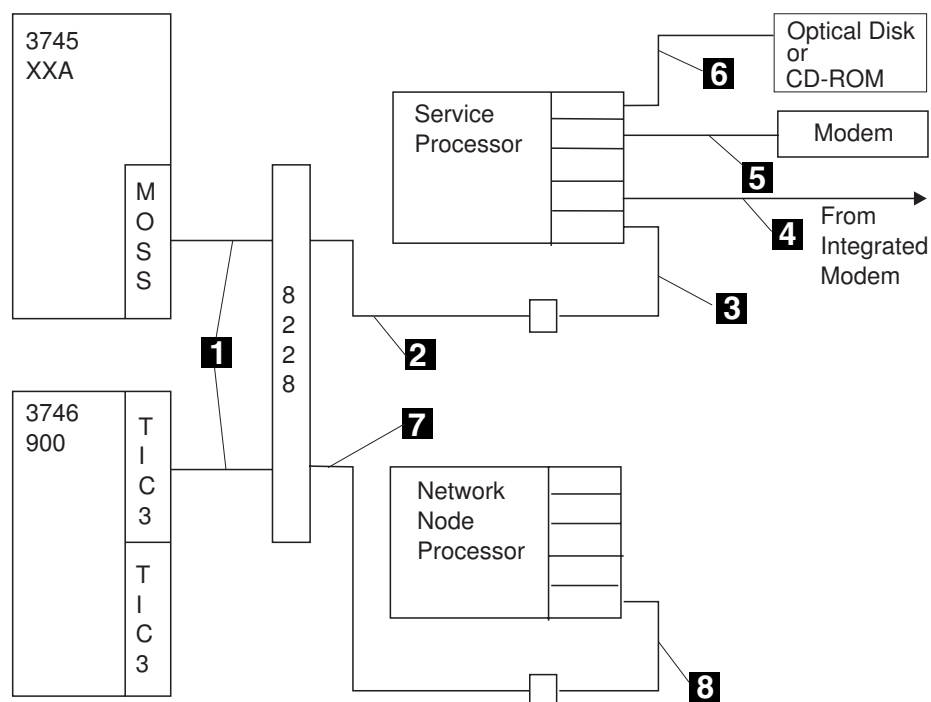 3745
XXA
M
O
S
S
1
8
2
2
8
2
Service
Processor
6
Optical Disk
or
CD-ROM
5
Modem
4
From
Integrated
Modem
3
3746
900
T
I
C
3
T
I
C
3
7
Network
Node
Processor
8